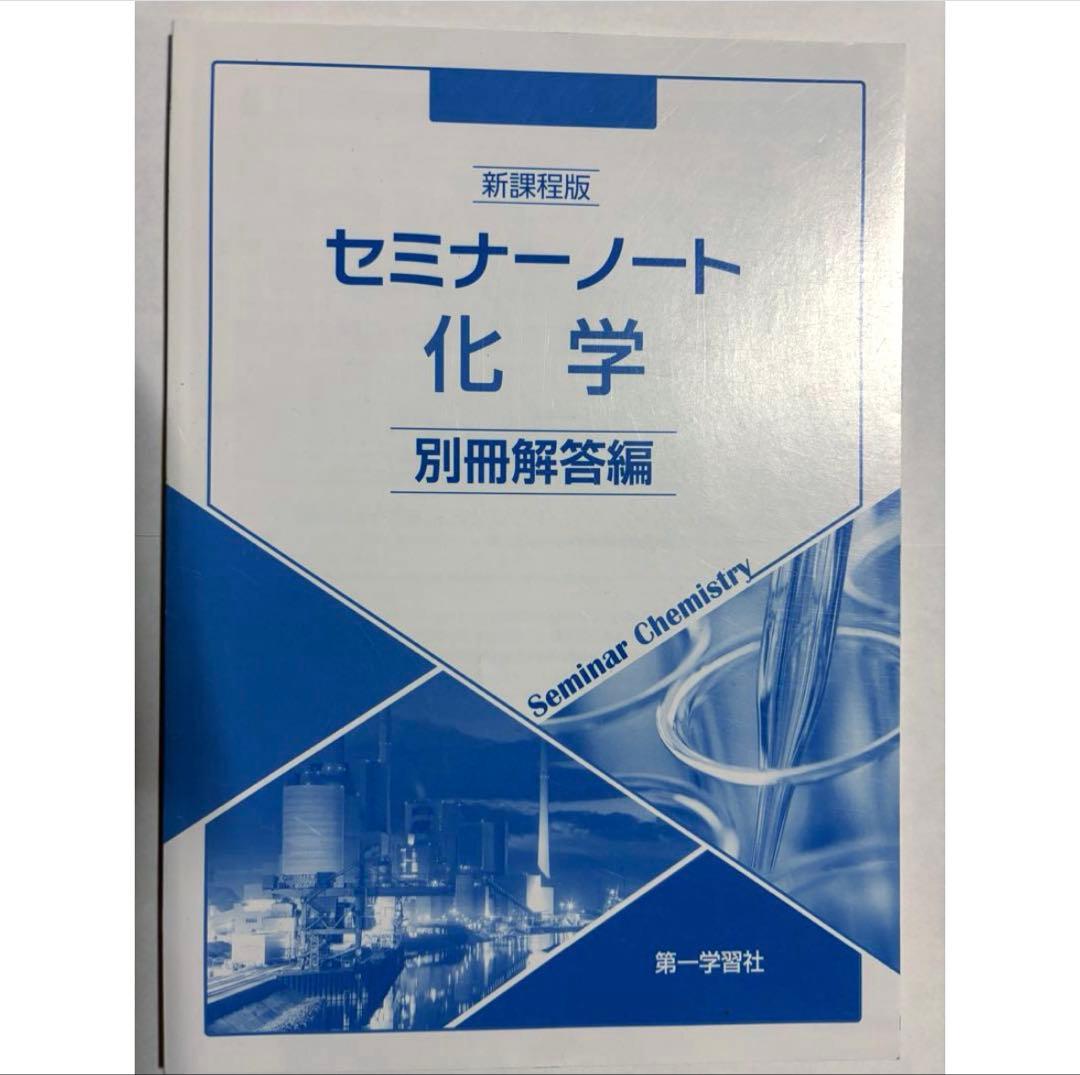 新課程版
セミナーノート
化学
別冊解答編
Seminar Chemistry
第一学習社